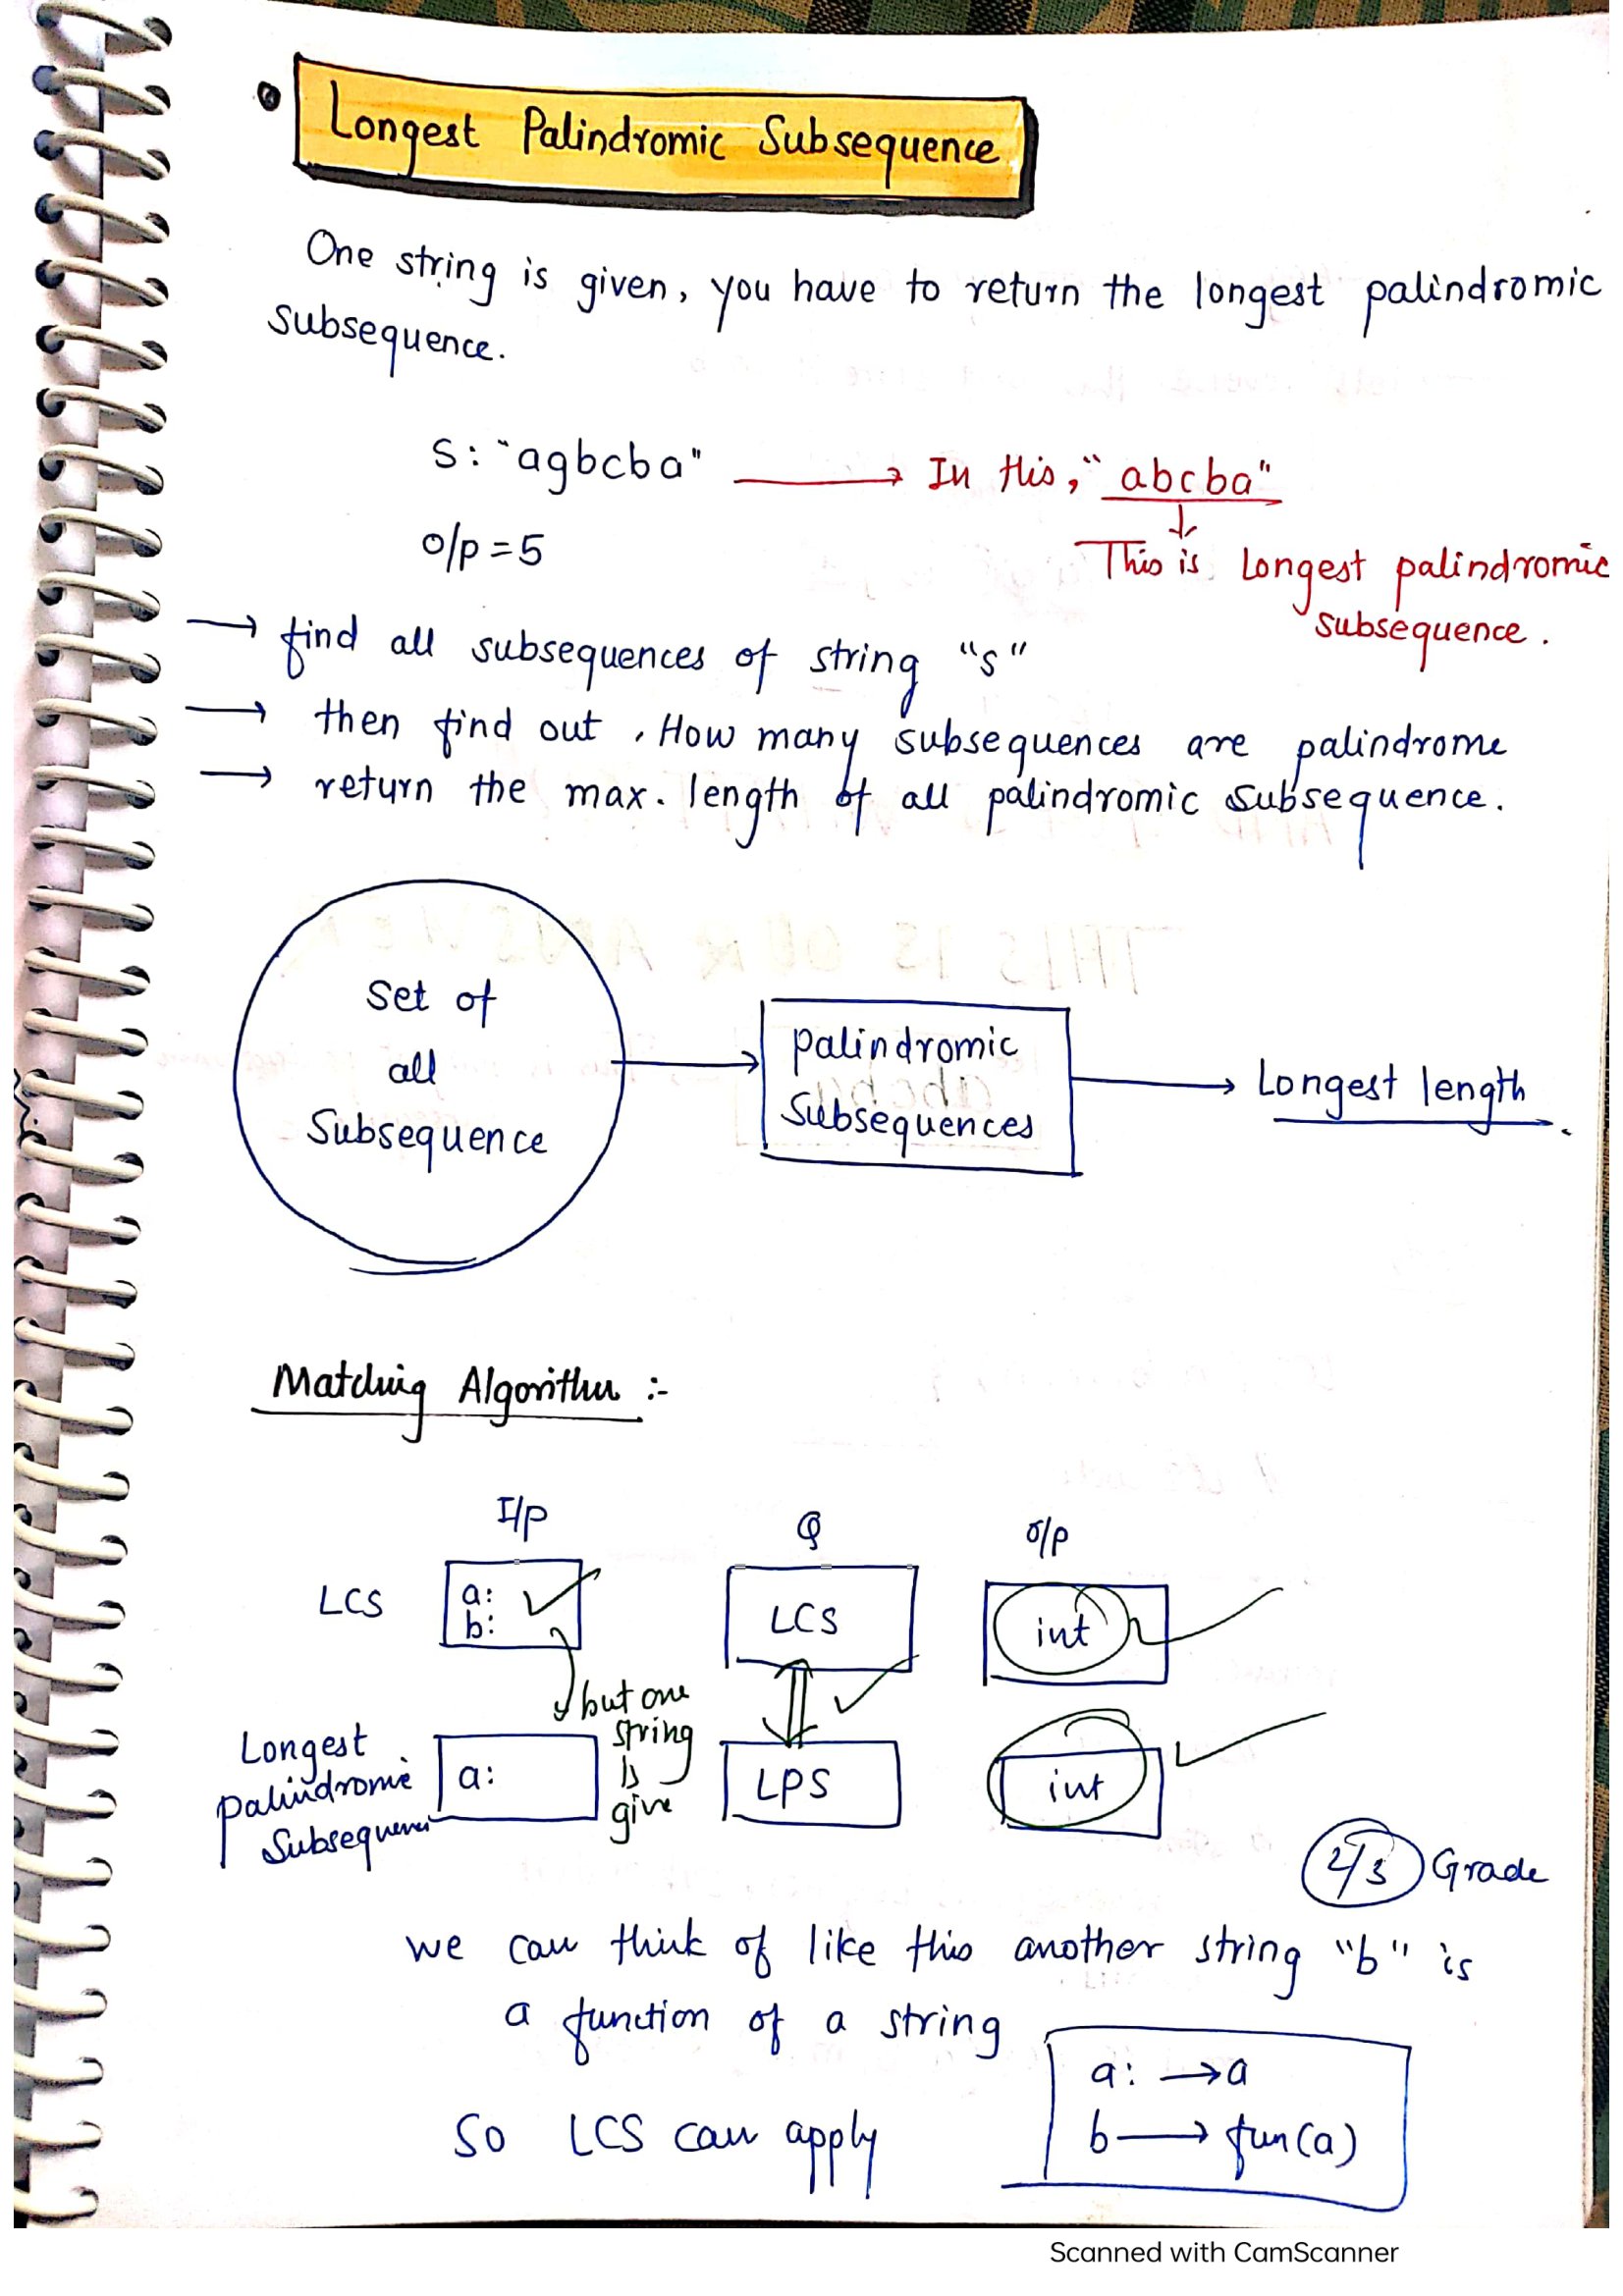 Longest Palindromic Subsequence
One string is given, you have to return the longest palindromic
subsequence.
S: "agbcba" → In this, "abcba"
O/p = 5
This is Longest palindromic
subsequence.
→ find all subsequences of string "s"
→ then find out, How many subsequences are palindrome
→ return the max. length of all palindromic subsequence.
Set of
all
Subsequence
palindromic
Subsequences
Longest length.
Matching Algorithm :-
I/p Q O/p
LCS
a:
b:
LCS
int
but one
string
is
give
Longest
palindromic
Subsequence
a:
LPS
int
2/3 Grade
we can think of like this another string "b" is
a function of a string
a: → a
b → fun(a)
So LCS can apply
Scanned with CamScanner